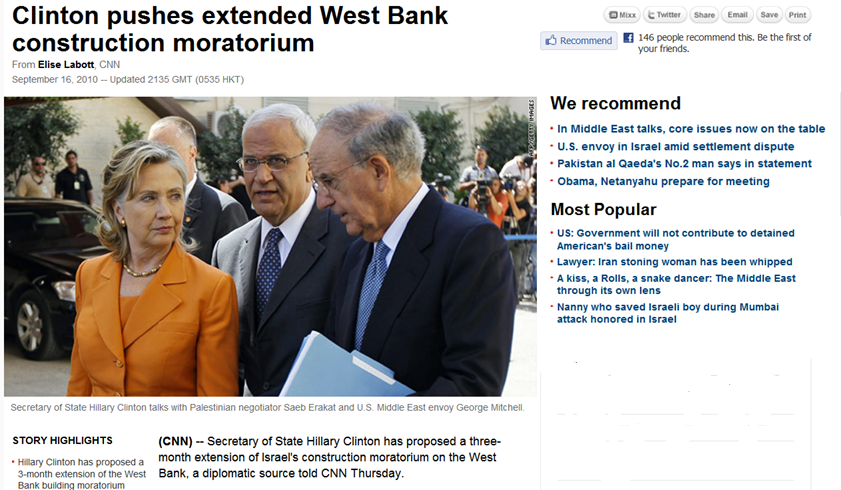 Clinton pushes extended West Bank
construction moratorium
From Elise Labott, CNN
September 16, 2010 -- Updated 2135 GMT (0535 HKT)
Mixx
Twitter
Share
Email
Save
Print
Recommend
146 people recommend this. Be the first of
your friends.
Secretary of State Hillary Clinton talks with Palestinian negotiator Saeb Erakat and U.S. Middle East envoy George Mitchell.
STORY HIGHLIGHTS
• Hillary Clinton has proposed a
3-month extension of the West
Bank building moratorium
(CNN) -- Secretary of State Hillary Clinton has proposed a three-
month extension of Israel's construction moratorium on the West
Bank, a diplomatic source told CNN Thursday.
We recommend
• In Middle East talks, core issues now on the table
• U.S. envoy in Israel amid settlement dispute
• Pakistan al Qaeda's No.2 man says in statement
• Obama, Netanyahu prepare for meeting
Most Popular
• US: Government will not contribute to detained
American's bail money
• Lawyer: Iran stoning woman has been whipped
• A kiss, a Rolls, a snake dancer: The Middle East
through its own lens
• Nanny who saved Israeli boy during Mumbai
attack honored in Israel